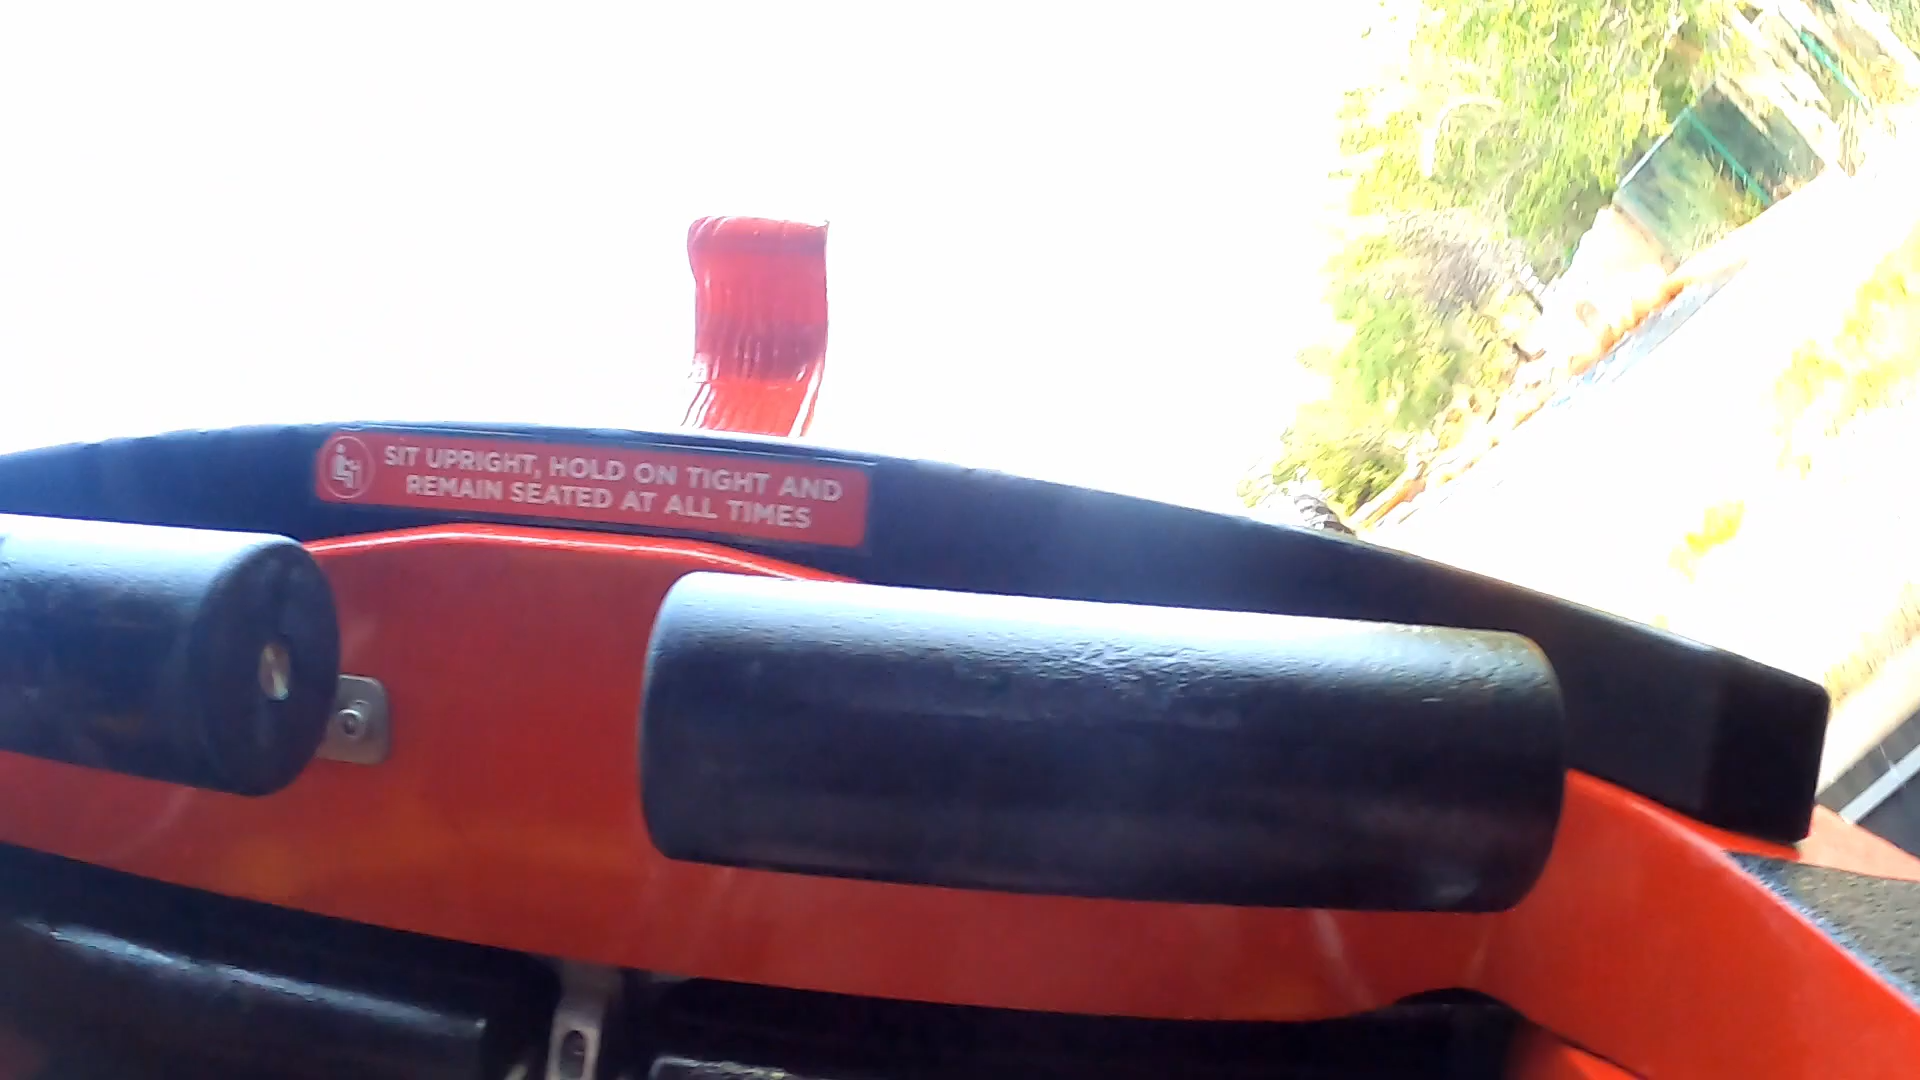 SIT UPRIGHT, HOLD ON TIGHT AND
REMAIN SEATED AT ALL TIMES